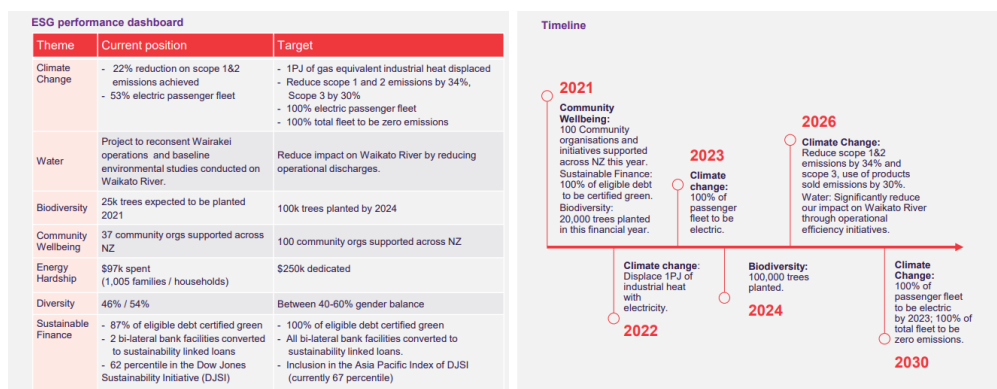 ESG performance dashboard
Theme
Current position
Target
Climate
Change
- 22% reduction on scope 1&2
emissions achieved
- 53% electric passenger fleet
- 1PJ of gas equivalent industrial heat displaced
- Reduce scope 1 and 2 emissions by 34%,
Scope 3 by 30%
- 100% electric passenger fleet
- 100% total fleet to be zero emissions
Water
Project to reconsent Wairakei
operations and baseline
environmental studies conducted on
Waikato River.
Reduce impact on Waikato River by reducing
operational discharges.
Biodiversity
25k trees expected to be planted
2021
100k trees planted by 2024
Community
Wellbeing
37 community orgs supported across
NZ
100 community orgs supported across NZ
Energy
Hardship
$97k spent
(1,005 families / households)
$250k dedicated
Diversity
46% / 54%
Between 40-60% gender balance
Sustainable
Finance
- 87% of eligible debt certified green
- 2 bi-lateral bank facilities converted
to sustainability linked loans
- 62 percentile in the Dow Jones
Sustainability Initiative (DJSI)
- 100% of eligible debt certified green
- All bi-lateral bank facilities converted to
sustainability linked loans.
- Inclusion in the Asia Pacific Index of DJSI
(currently 67 percentile)
Timeline
2021
Community
Wellbeing:
100 Community
organisations and
initiatives supported
across NZ this year.
Sustainable Finance:
100% of eligible debt
to be certified green.
Biodiversity:
20,000 trees planted
in this financial year.
Climate change:
Displace 1PJ of
industrial heat
with
electricity.
2022
2023
Climate
change:
100% of
passenger
fleet to be
electric.
Biodiversity:
100,000 trees
planted.
2024
2026
Climate Change:
Reduce scope 1&2
emissions by 34% and
scope 3, use of products
sold emissions by 30%.
Water: Significantly reduce
our impact on Waikato River
through operational
efficiency initiatives.
Climate
Change:
100% of
passenger fleet
to be electric
by 2023; 100% of
total fleet to be
zero emissions.
2030